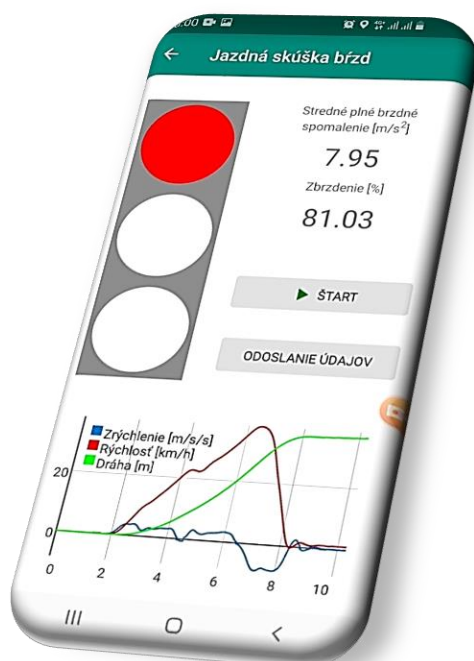 Jazdná skúška bŕzd
Stredné plné brzdné
spomalenie [m/s²]
7.95
Zbrzdenie [%]
81.03
ŠTART
ODOSLANIE ÚDAJOV
Zrýchlenie [m/s/s]
Rýchlosť [km/h]
Dráha [m]
20
0
0 2 4 6 8 10